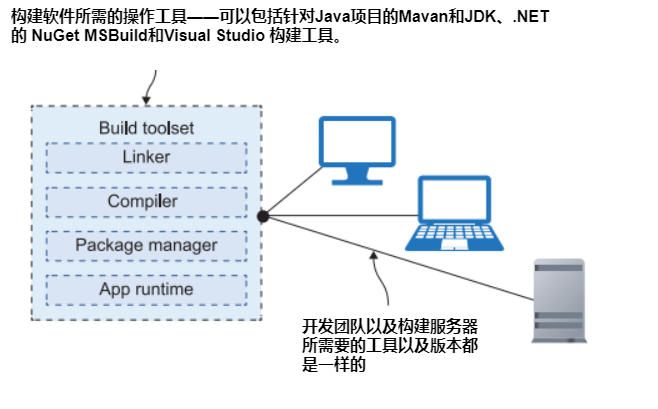 构建软件所需的操作工具——可以包括针对Java项目的Mavan和JDK、.NET
的 NuGet MSBuild和Visual Studio 构建工具。
Build toolset
Linker
Compiler
Package manager
App runtime
开发团队以及构建服务器
所需要的工具以及版本都
是一样的